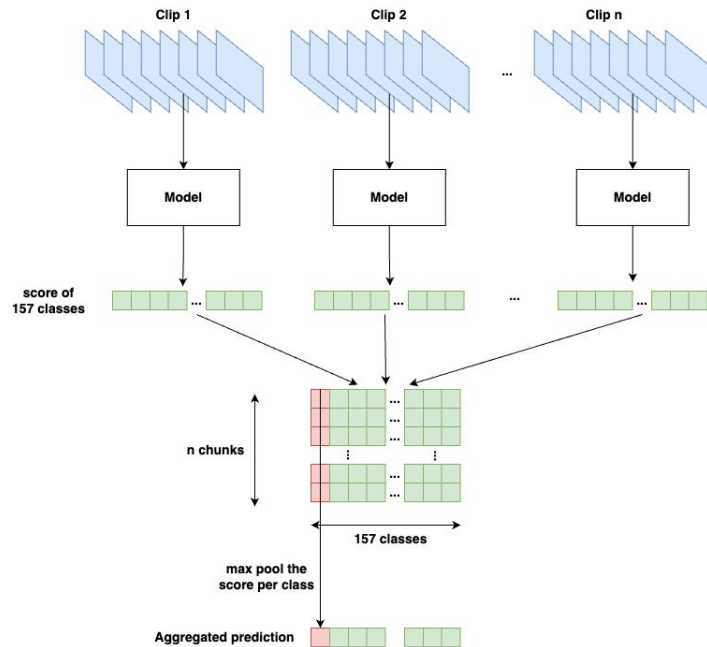 Clip 1
Clip 2
Clip n
...
Model
Model
Model
score of
157 classes
...
...
...
...
...
...
...
n chunks
...
...
...
...
157 classes
max pool the
score per class
Aggregated prediction